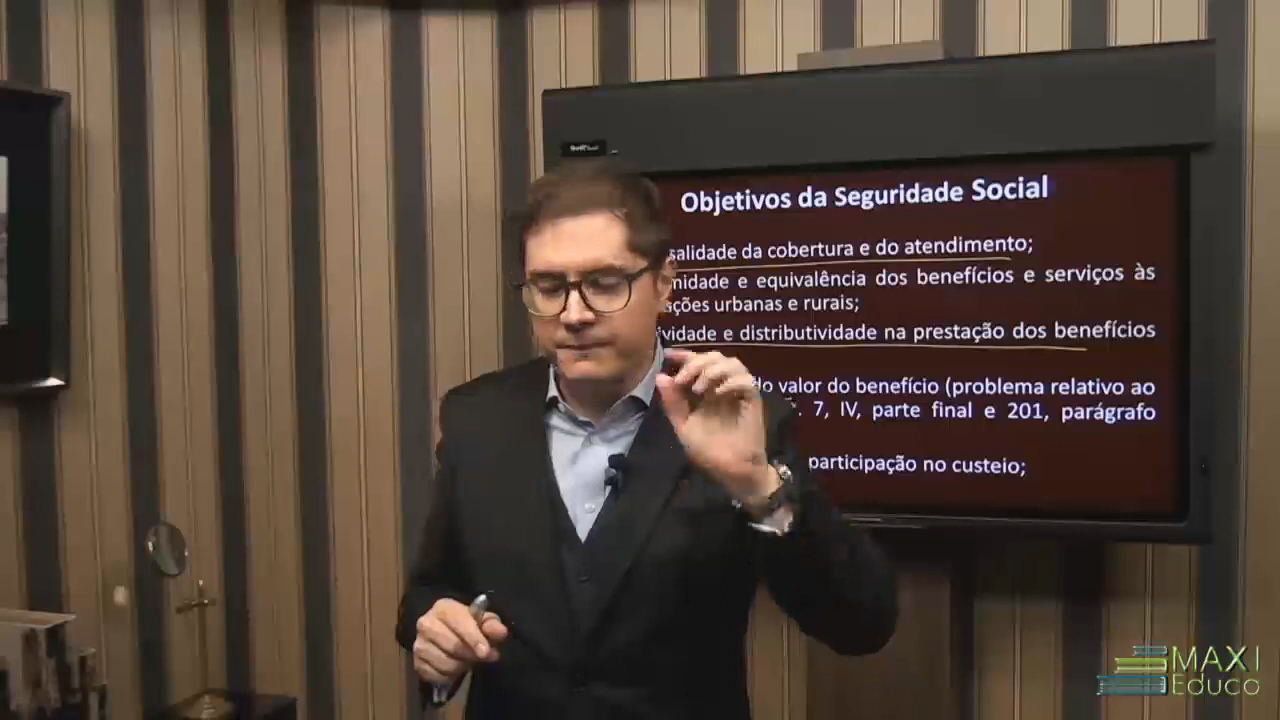 Objetivos da Seguridade Social
salidade da cobertura e do atendimento;
midade e equivalência dos benefícios e serviços às
ções urbanas e rurais;
vidade e distributividade na prestação dos benefícios
do valor do benefício (problema relativo ao
. 7, IV, parte final e 201, parágrafo
participação no custeio;
MAXI
Educo